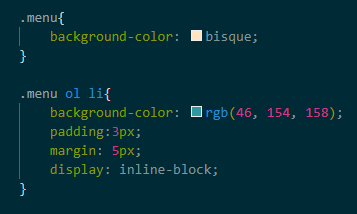 .menu{
background-color: bisque;
}
.menu ol li{
background-color: rgb(46, 154, 158);
padding:3px;
margin: 5px;
display: inline-block;
}